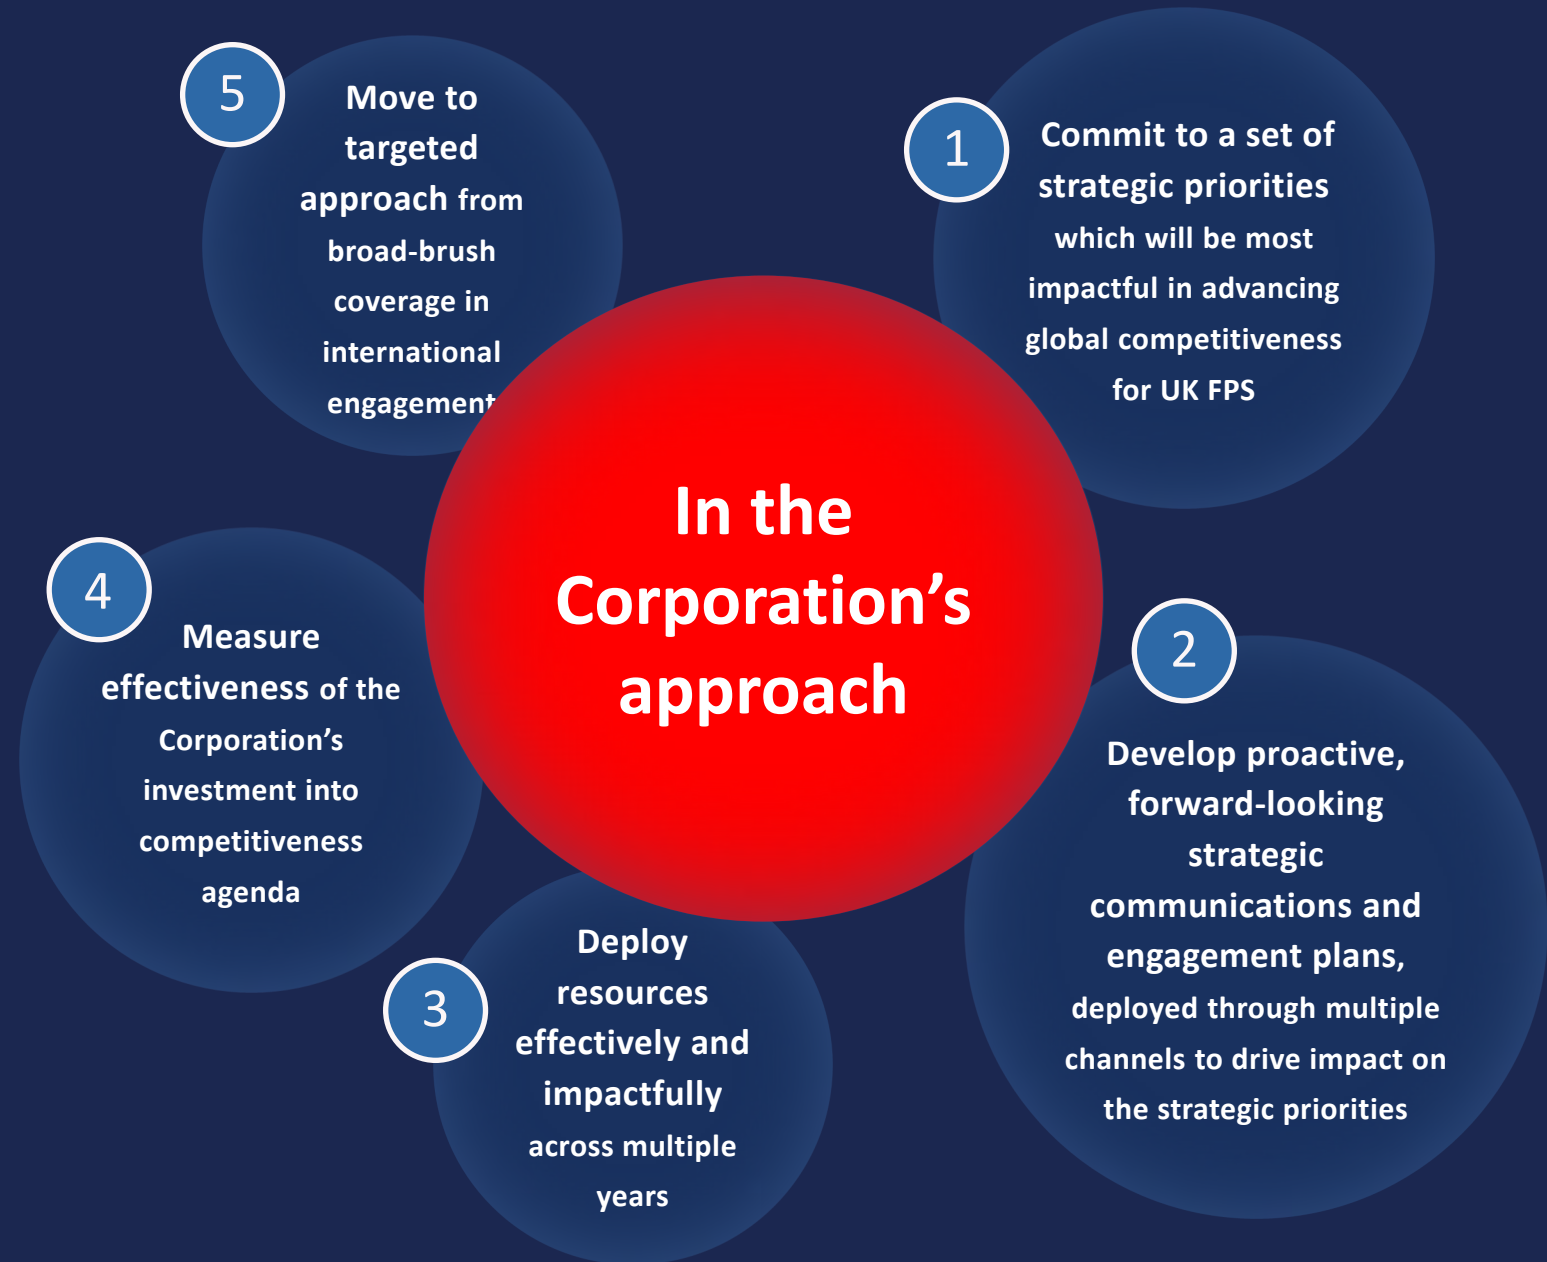 In the
Corporation’s
approach
1
Commit to a set of
strategic priorities
which will be most
impactful in advancing
global competitiveness
for UK FPS
2
Develop proactive,
forward-looking
strategic
communications and
engagement plans,
deployed through multiple
channels to drive impact on
the strategic priorities
3
Deploy
resources
effectively and
impactfully
across multiple
years
4
Measure
effectiveness of the
Corporation’s
investment into
competitiveness
agenda
5
Move to
targeted
approach from
broad-brush
coverage in
international
engagement